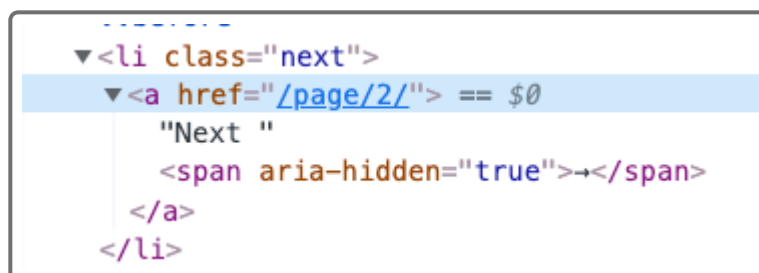 ▼<li class="next">
▼<a href="/page/2/"> == $0
"Next "
<span aria-hidden="true">→</span>
</a>
</li>